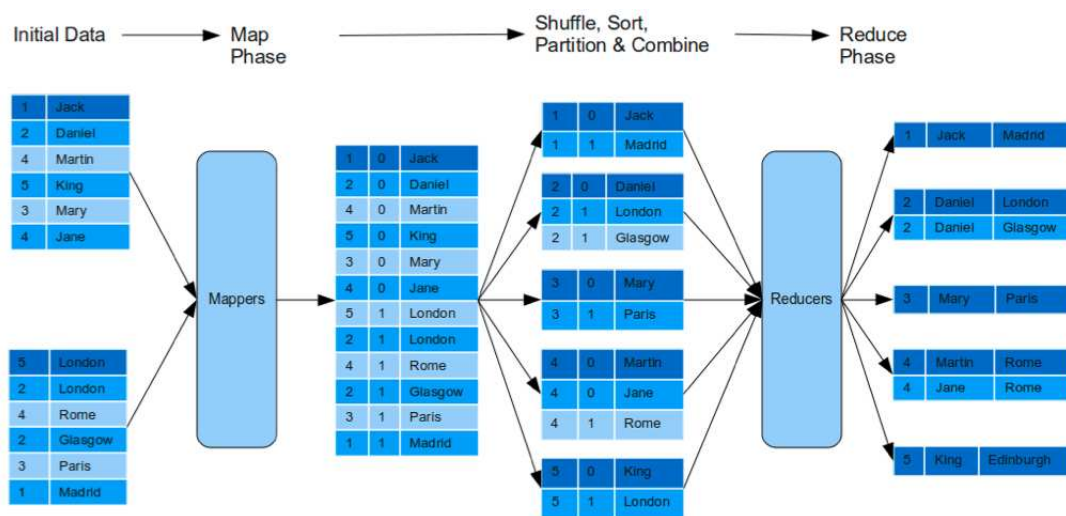 Initial Data
Map
Phase
Shuffle, Sort,
Partition & Combine
Reduce
Phase
1 Jack
2 Daniel
4 Martin
5 King
3 Mary
4 Jane
5 London
2 London
4 Rome
2 Glasgow
3 Paris
1 Madrid
Mappers
1 0 Jack
2 0 Daniel
4 0 Martin
5 0 King
3 0 Mary
4 0 Jane
5 1 London
2 1 London
4 1 Rome
2 1 Glasgow
3 1 Paris
1 1 Madrid
1 0 Jack
1 1 Madrid
2 0 Daniel
2 1 London
2 1 Glasgow
3 0 Mary
3 1 Paris
4 0 Martin
4 0 Jane
4 1 Rome
5 0 King
5 1 London
Reducers
1 Jack Madrid
2 Daniel London
2 Daniel Glasgow
3 Mary Paris
4 Martin Rome
4 Jane Rome
5 King Edinburgh